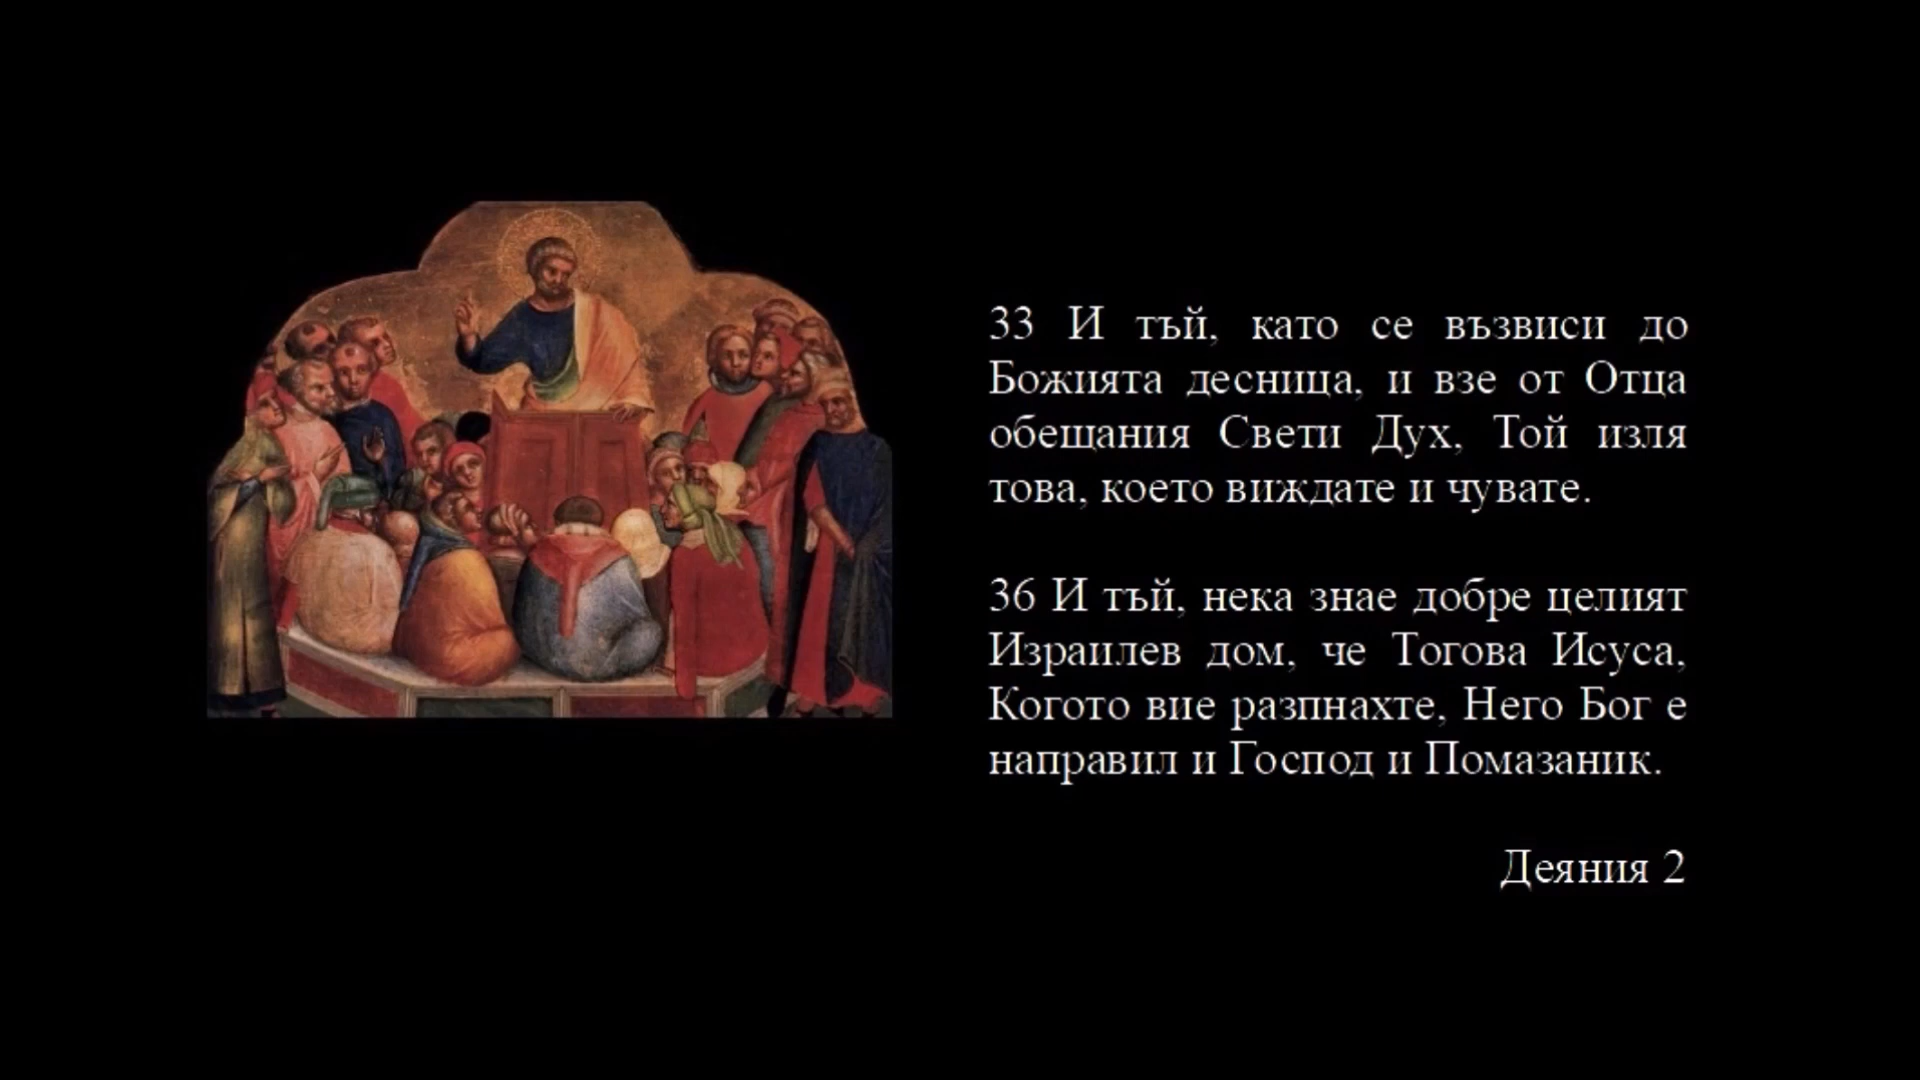 33 И тъй, като се възвиси до
Божията десница, и взе от Отца
обещания Свети Дух, Той изля
това, което виждате и чувате.
36 И тъй, нека знае добре целият
Израилев дом, че Тогова Исуса,
Когото вие разпнахте, Него Бог е
направил и Господ и Помазаник.
Деяния 2